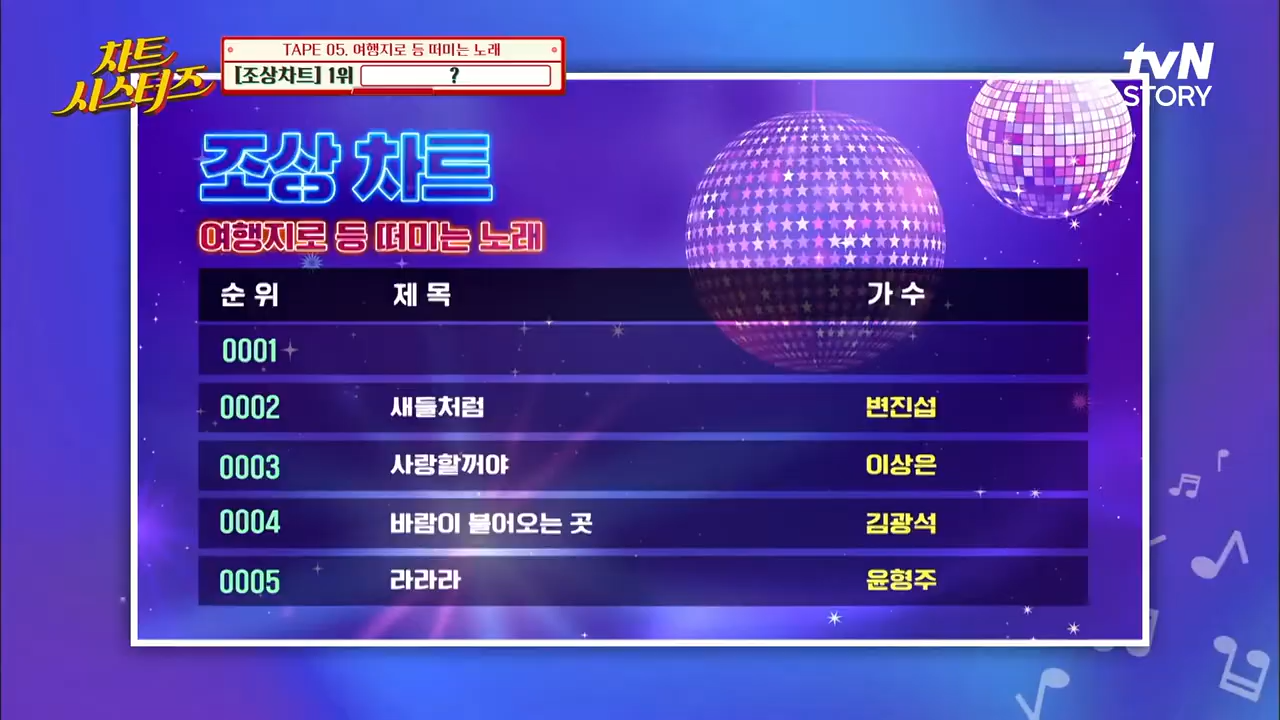 차트
시스터즈
TAPE 05. 여행지로 등 떠미는 노래
[조상차트] 1위 ?
tvN
STORY
조상 차트
여행지로 등 떠미는 노래
순위 제목 가수
0001
0002 새들처럼 변진섭
0003 사랑할꺼야 이상은
0004 바람이 불어오는 곳 김광석
0005 라라라 윤형주